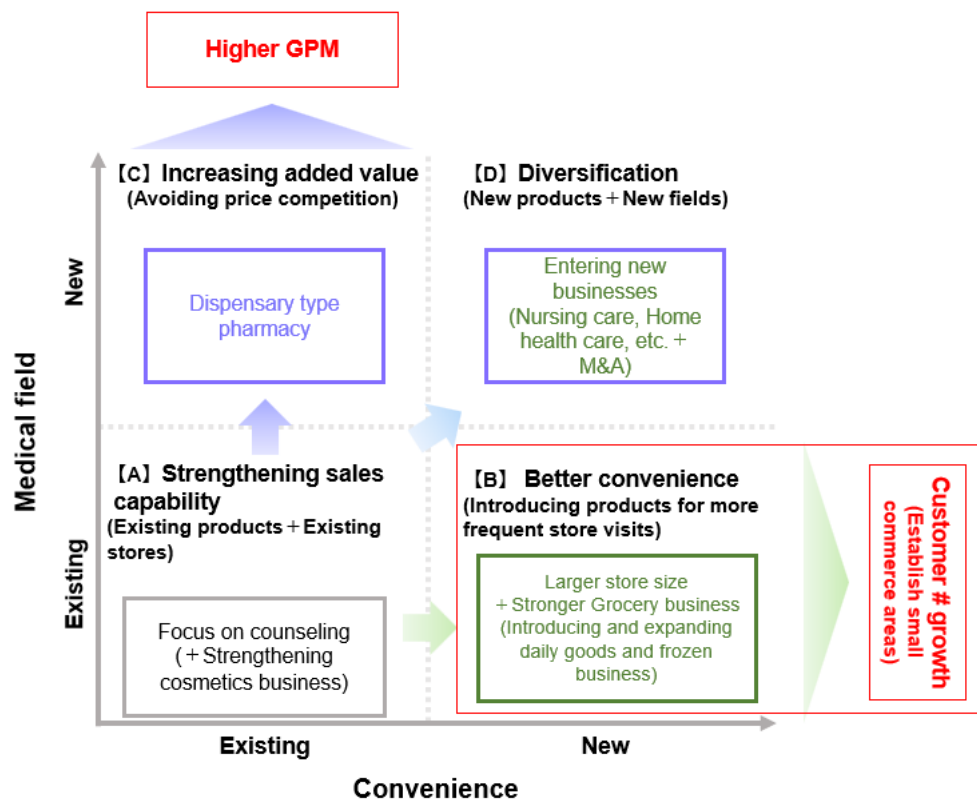 Higher GPM
【C】Increasing added value
(Avoiding price competition)
【D】Diversification
(New products＋New fields)
Dispensary type
pharmacy
Entering new
businesses
(Nursing care, Home
health care, etc. +
M&A)
New
Medical field
Existing
【A】Strengthening sales
capability
(Existing products＋Existing
stores)
Focus on counseling
(＋Strengthening
cosmetics business)
【B】Better convenience
(Introducing products for more
frequent store visits)
Larger store size
＋Stronger Grocery business
(Introducing and expanding
daily goods and frozen
business)
Customer # growth
(Establish small
commerce areas)
Existing
New
Convenience